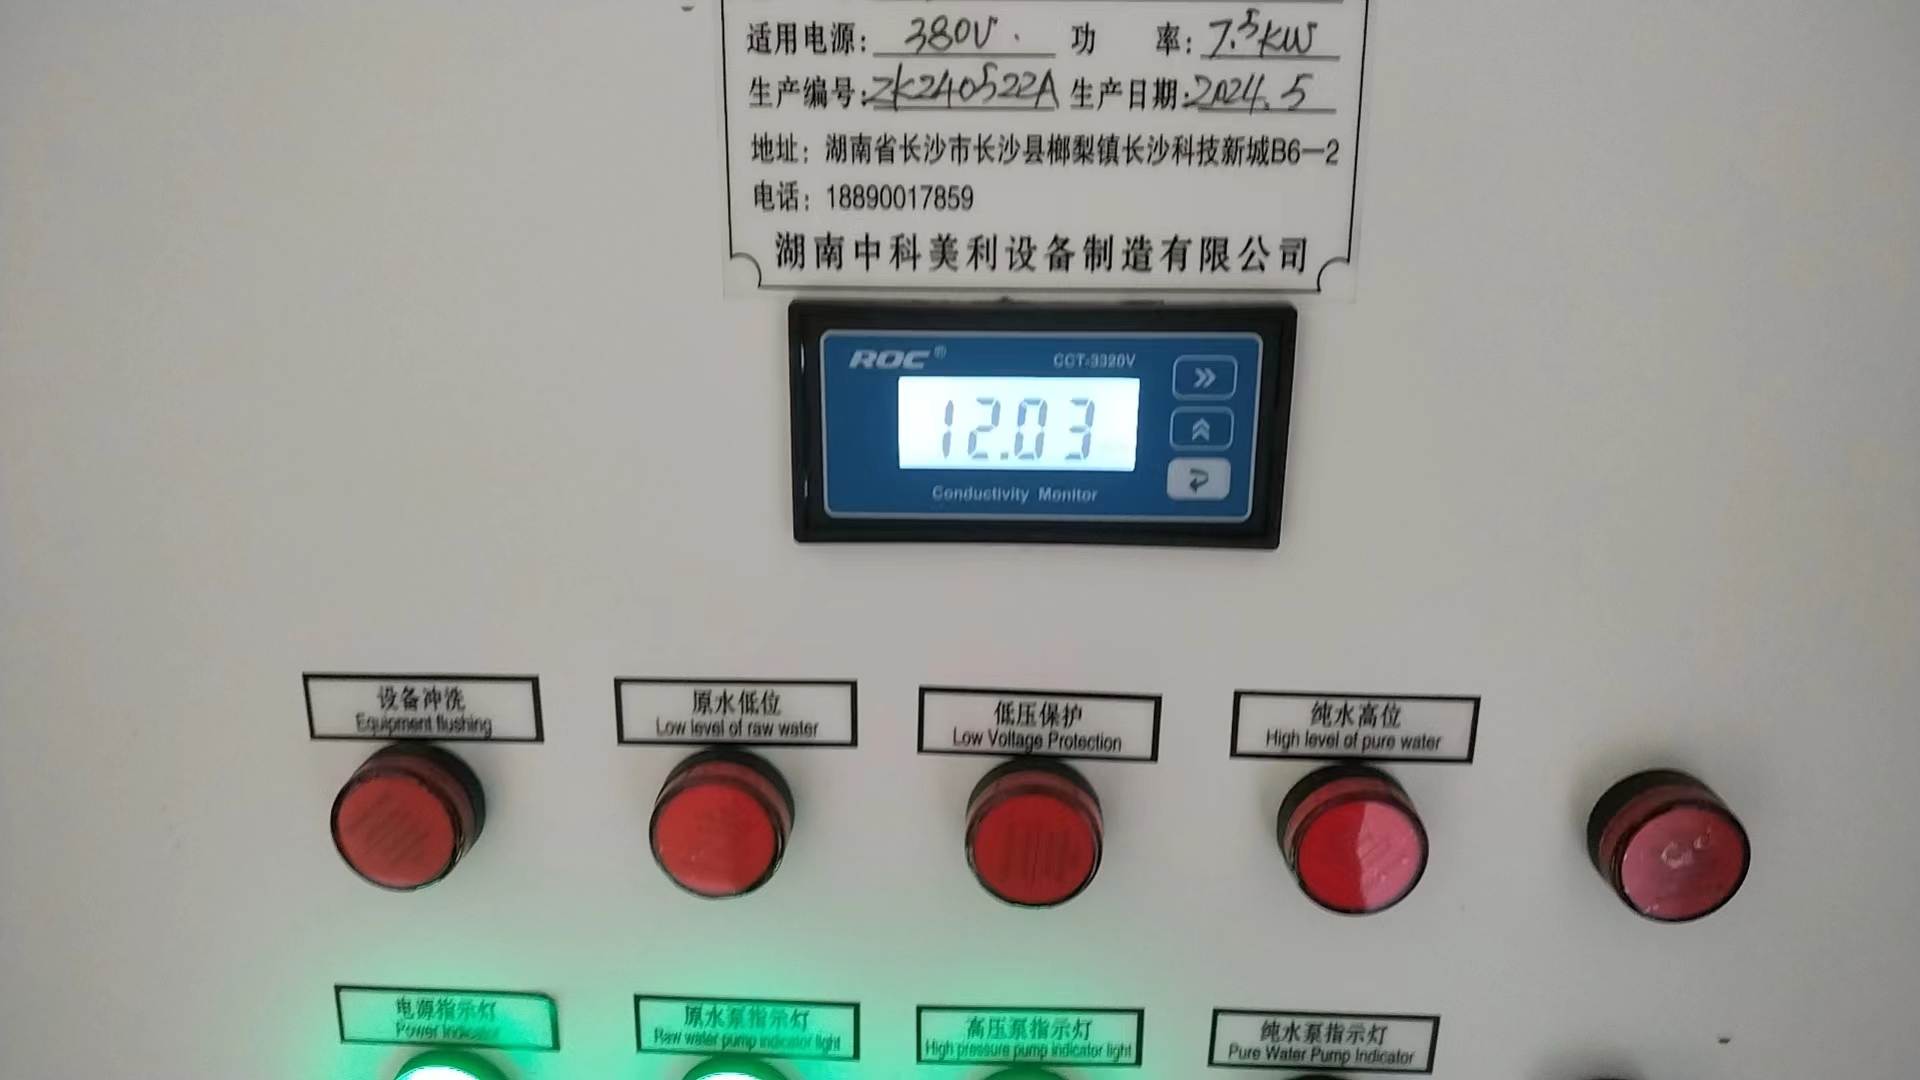 适用电源: 380V. 功 率: 7.5KW
生产编号: ZK240522A 生产日期: 2024.5
地址: 湖南省长沙市长沙县榔梨镇长沙科技新城B6-2
电话: 18890017859
湖南中科美利设备制造有限公司
ROC® CCT-3320V
12.03
Conductivity Monitor
设备冲洗
Equipment flushing
原水低位
Low level of raw water
低压保护
Low Voltage Protection
纯水高位
High level of pure water
电源指示灯
Power Indicator
原水泵指示灯
Raw water pump indicator light
高压泵指示灯
High pressure pump indicator light
纯水泵指示灯
Pure Water Pump Indicator